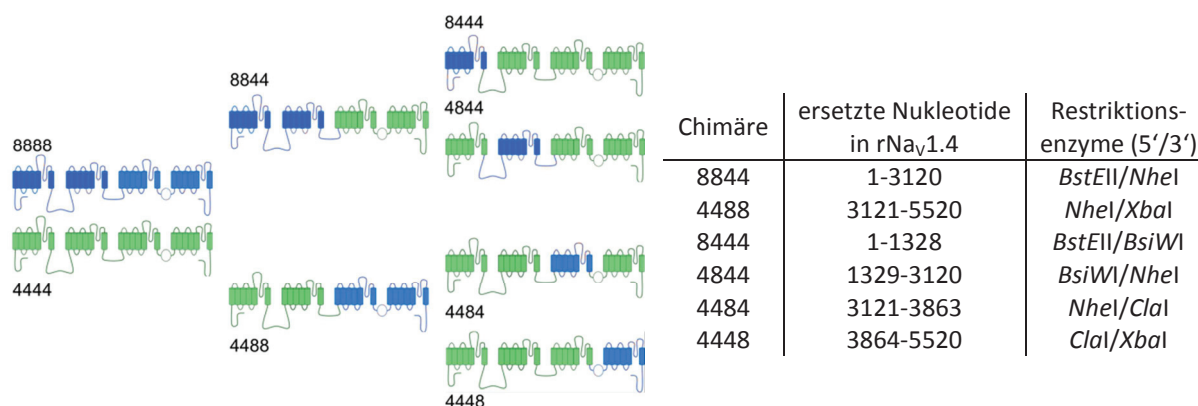 8444
8844
4844
8888
4444
4488
4484
4448
Chimäre ersetzte Nukleotide in rNaV1.4 Restriktions-enzyme (5‘/3‘)
8844 1-3120 BstEII/NheI
4488 3121-5520 NheI/XbaI
8444 1-1328 BstEII/BsiWI
4844 1329-3120 BsiWI/NheI
4484 3121-3863 NheI/ClaI
4448 3864-5520 ClaI/XbaI